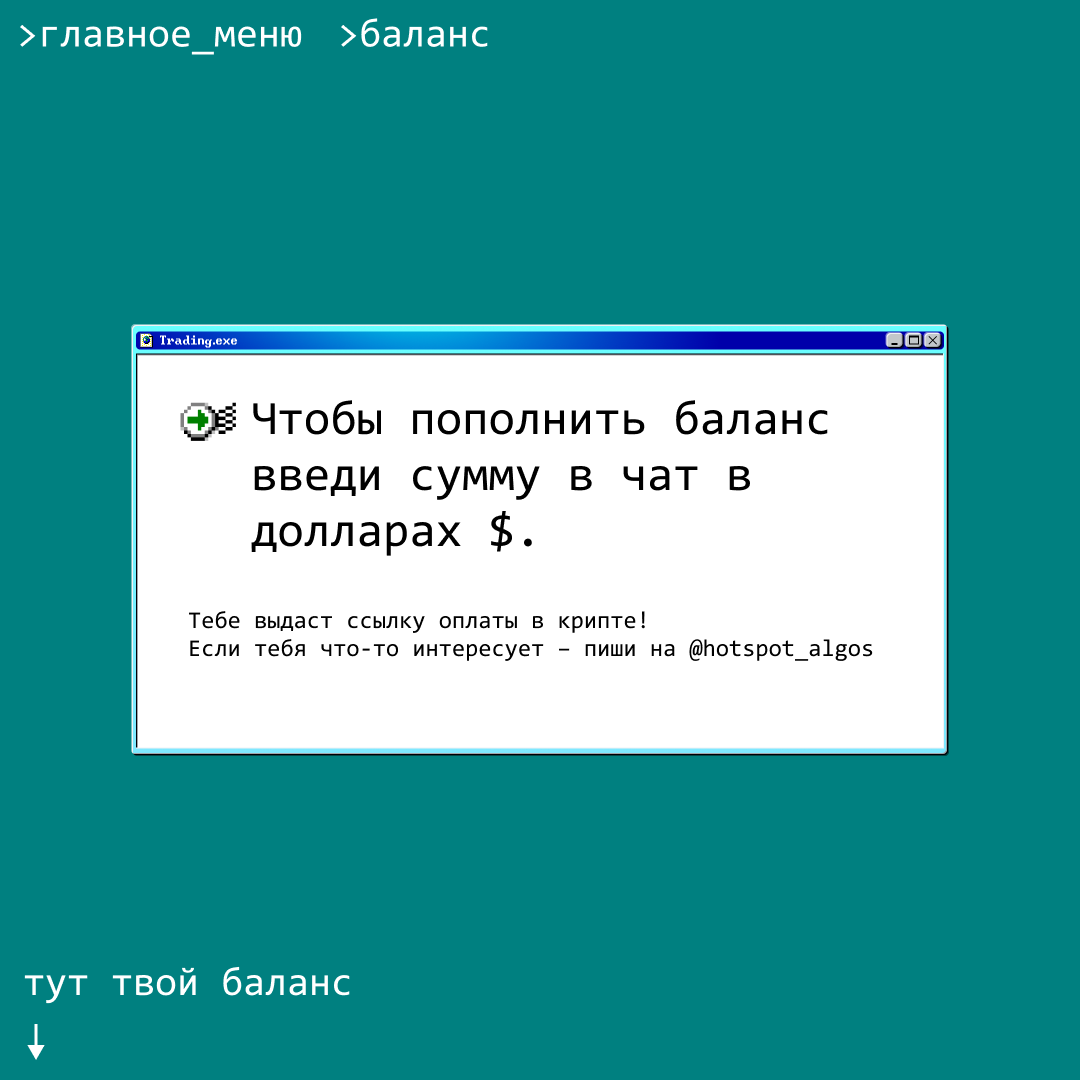 >главное_меню >баланс
Trading.exe
Чтобы пополнить баланс
введи сумму в чат в
долларах $.
Тебе выдаст ссылку оплаты в крипте!
Если тебя что-то интересует – пиши на @hotspot_algos
тут твой баланс